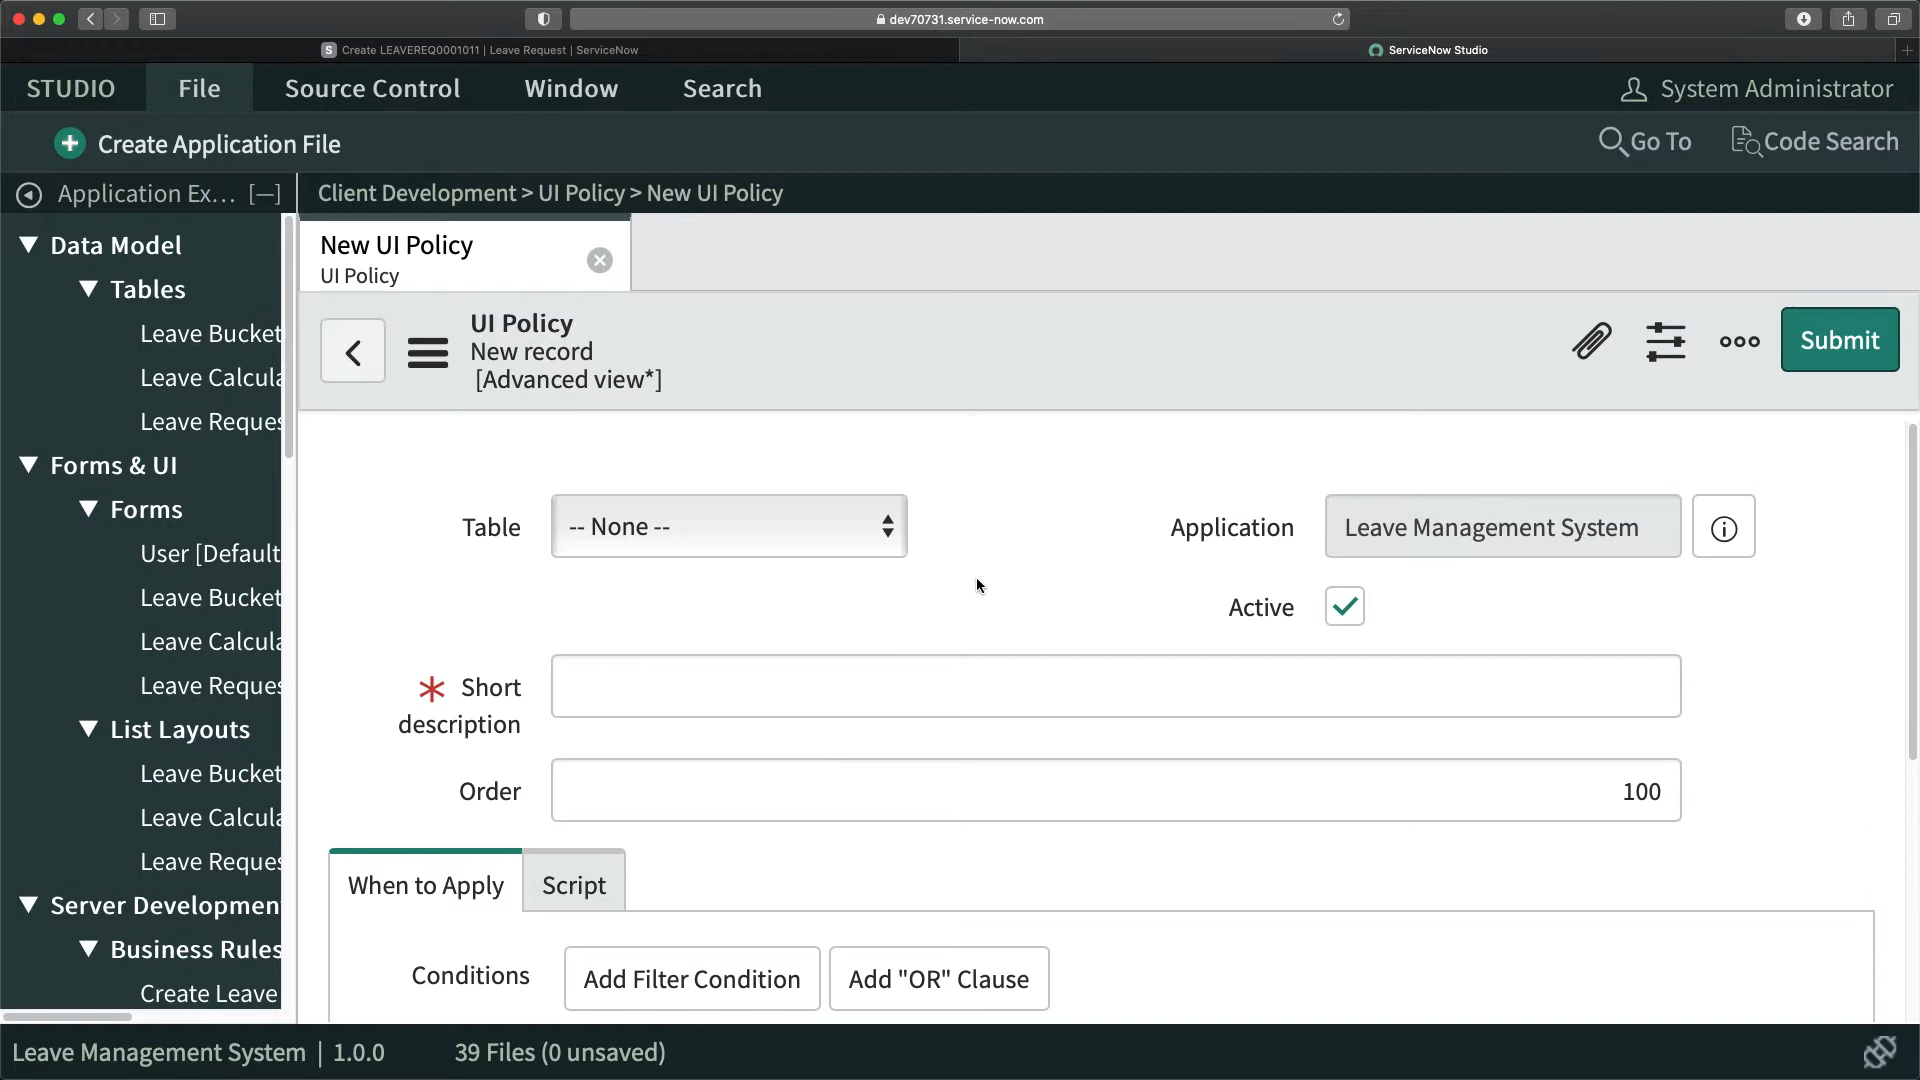 dev70731.service-now.com
S Create LEAVEREQ0001011 | Leave Request | ServiceNow
ServiceNow Studio
STUDIO File Source Control Window Search System Administrator
Create Application File Go To Code Search
Application Ex... [—] Client Development > UI Policy > New UI Policy
Data Model
Tables
Leave Bucket
Leave Calcula
Leave Reques
Forms & UI
Forms
User [Default
Leave Bucket
Leave Calcula
Leave Reques
List Layouts
Leave Bucket
Leave Calcula
Leave Reques
Server Developmen
Business Rules
Create Leave
New UI Policy
UI Policy
UI Policy
New record
[Advanced view*]
Submit
Table -- None -- Application Leave Management System
Active
* Short description
Order 100
When to Apply Script
Conditions Add Filter Condition Add "OR" Clause
Leave Management System | 1.0.0 39 Files (0 unsaved)